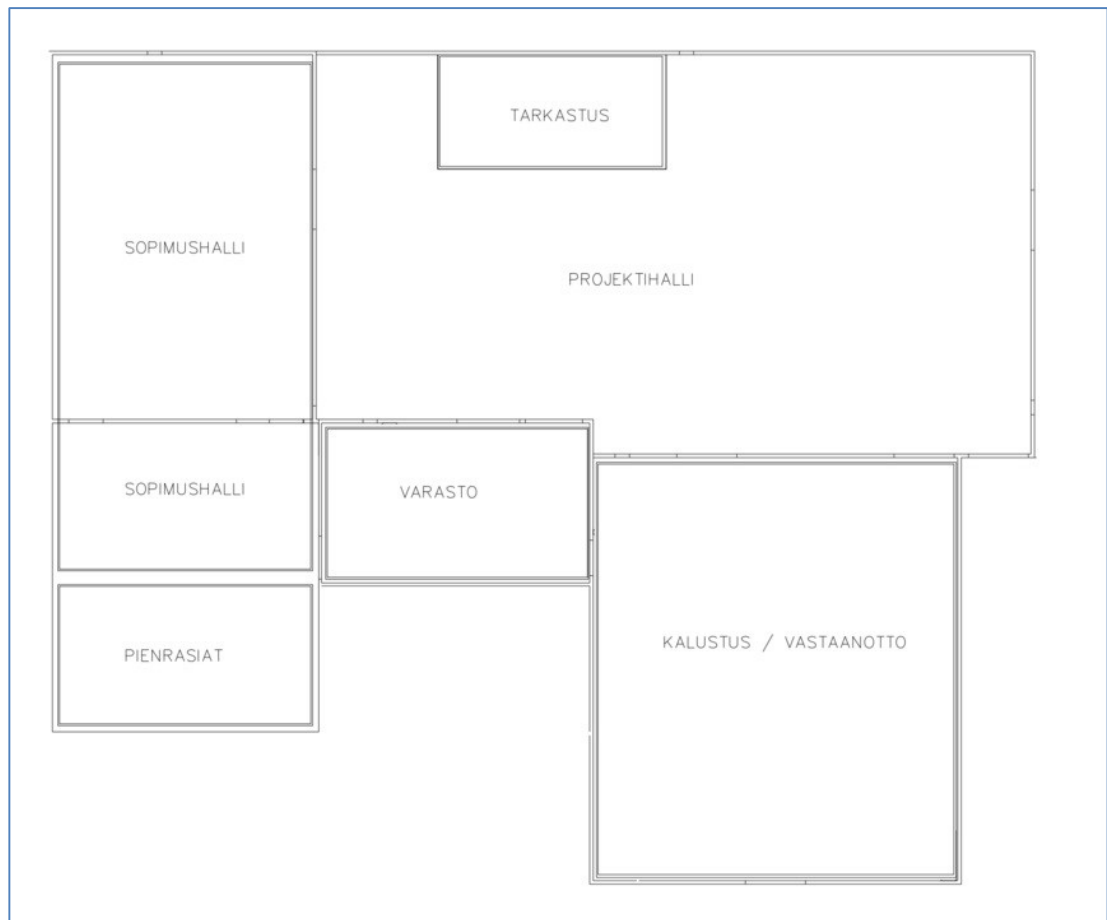 TARKASTUS
SOPIMUSHALLI
PROJEKTIHALLI
SOPIMUSHALLI
VARASTO
PIENRASIAT
KALUSTUS / VASTAANOTTO